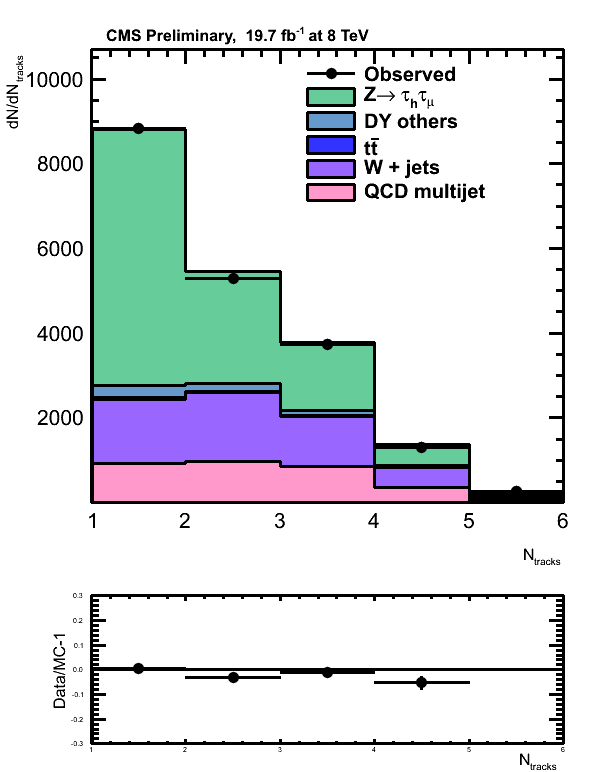 CMS Preliminary, 19.7 fb⁻¹ at 8 TeV
dN/dN_tracks
10000
8000
6000
4000
2000
Observed
Z→ τ_h τ_μ
DY others
tt̄
W + jets
QCD multijet
1 2 3 4 5 6
N_tracks
Data/MC-1
0.3
0.2
0.1
0.0
-0.1
-0.2
-0.3
1 2 3 4 5 6
N_tracks